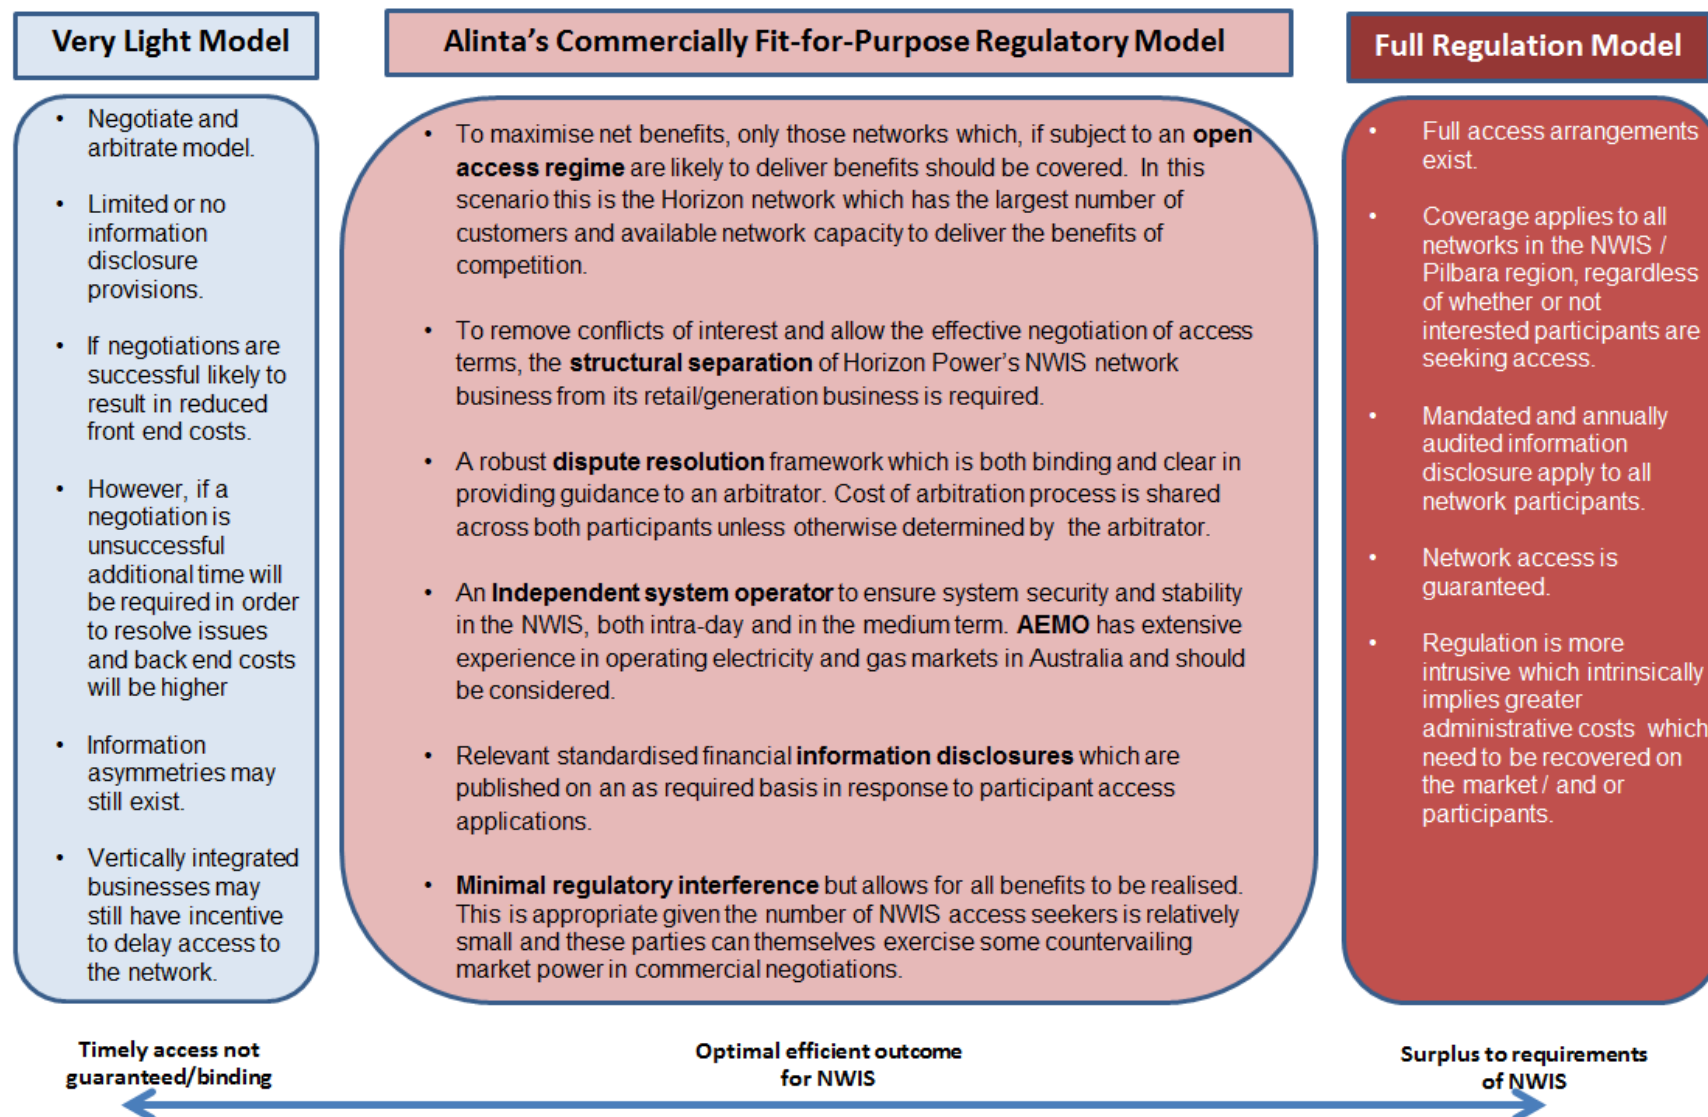 Very Light Model
• Negotiate and
arbitrate model.
• Limited or no
information
disclosure
provisions.
• If negotiations are
successful likely to
result in reduced
front end costs.
• However, if a
negotiation is
unsuccessful
additional time will
be required in order
to resolve issues
and back end costs
will be higher
• Information
asymmetries may
still exist.
• Vertically integrated
businesses may
still have incentive
to delay access to
the network.
Timely access not
guaranteed/binding
Alinta's Commercially Fit-for-Purpose Regulatory Model
• To maximise net benefits, only those networks which, if subject to an open
access regime are likely to deliver benefits should be covered. In this
scenario this is the Horizon network which has the largest number of
customers and available network capacity to deliver the benefits of
competition.
• To remove conflicts of interest and allow the effective negotiation of access
terms, the structural separation of Horizon Power's NWIS network
business from its retail/generation business is required.
• A robust dispute resolution framework which is both binding and clear in
providing guidance to an arbitrator. Cost of arbitration process is shared
across both participants unless otherwise determined by the arbitrator.
• An Independent system operator to ensure system security and stability
in the NWIS, both intra-day and in the medium term. AEMO has extensive
experience in operating electricity and gas markets in Australia and should
be considered.
• Relevant standardised financial information disclosures which are
published on an as required basis in response to participant access
applications.
• Minimal regulatory interference but allows for all benefits to be realised.
This is appropriate given the number of NWIS access seekers is relatively
small and these parties can themselves exercise some countervailing
market power in commercial negotiations.
Optimal efficient outcome
for NWIS
Full Regulation Model
• Full access arrangements
exist.
• Coverage applies to all
networks in the NWIS /
Pilbara region, regardless
of whether or not
interested participants are
seeking access.
• Mandated and annually
audited information
disclosure apply to all
network participants.
• Network access is
guaranteed.
• Regulation is more
intrusive which intrinsically
implies greater
administrative costs which
need to be recovered on
the market / and or
participants.
Surplus to requirements
of NWIS